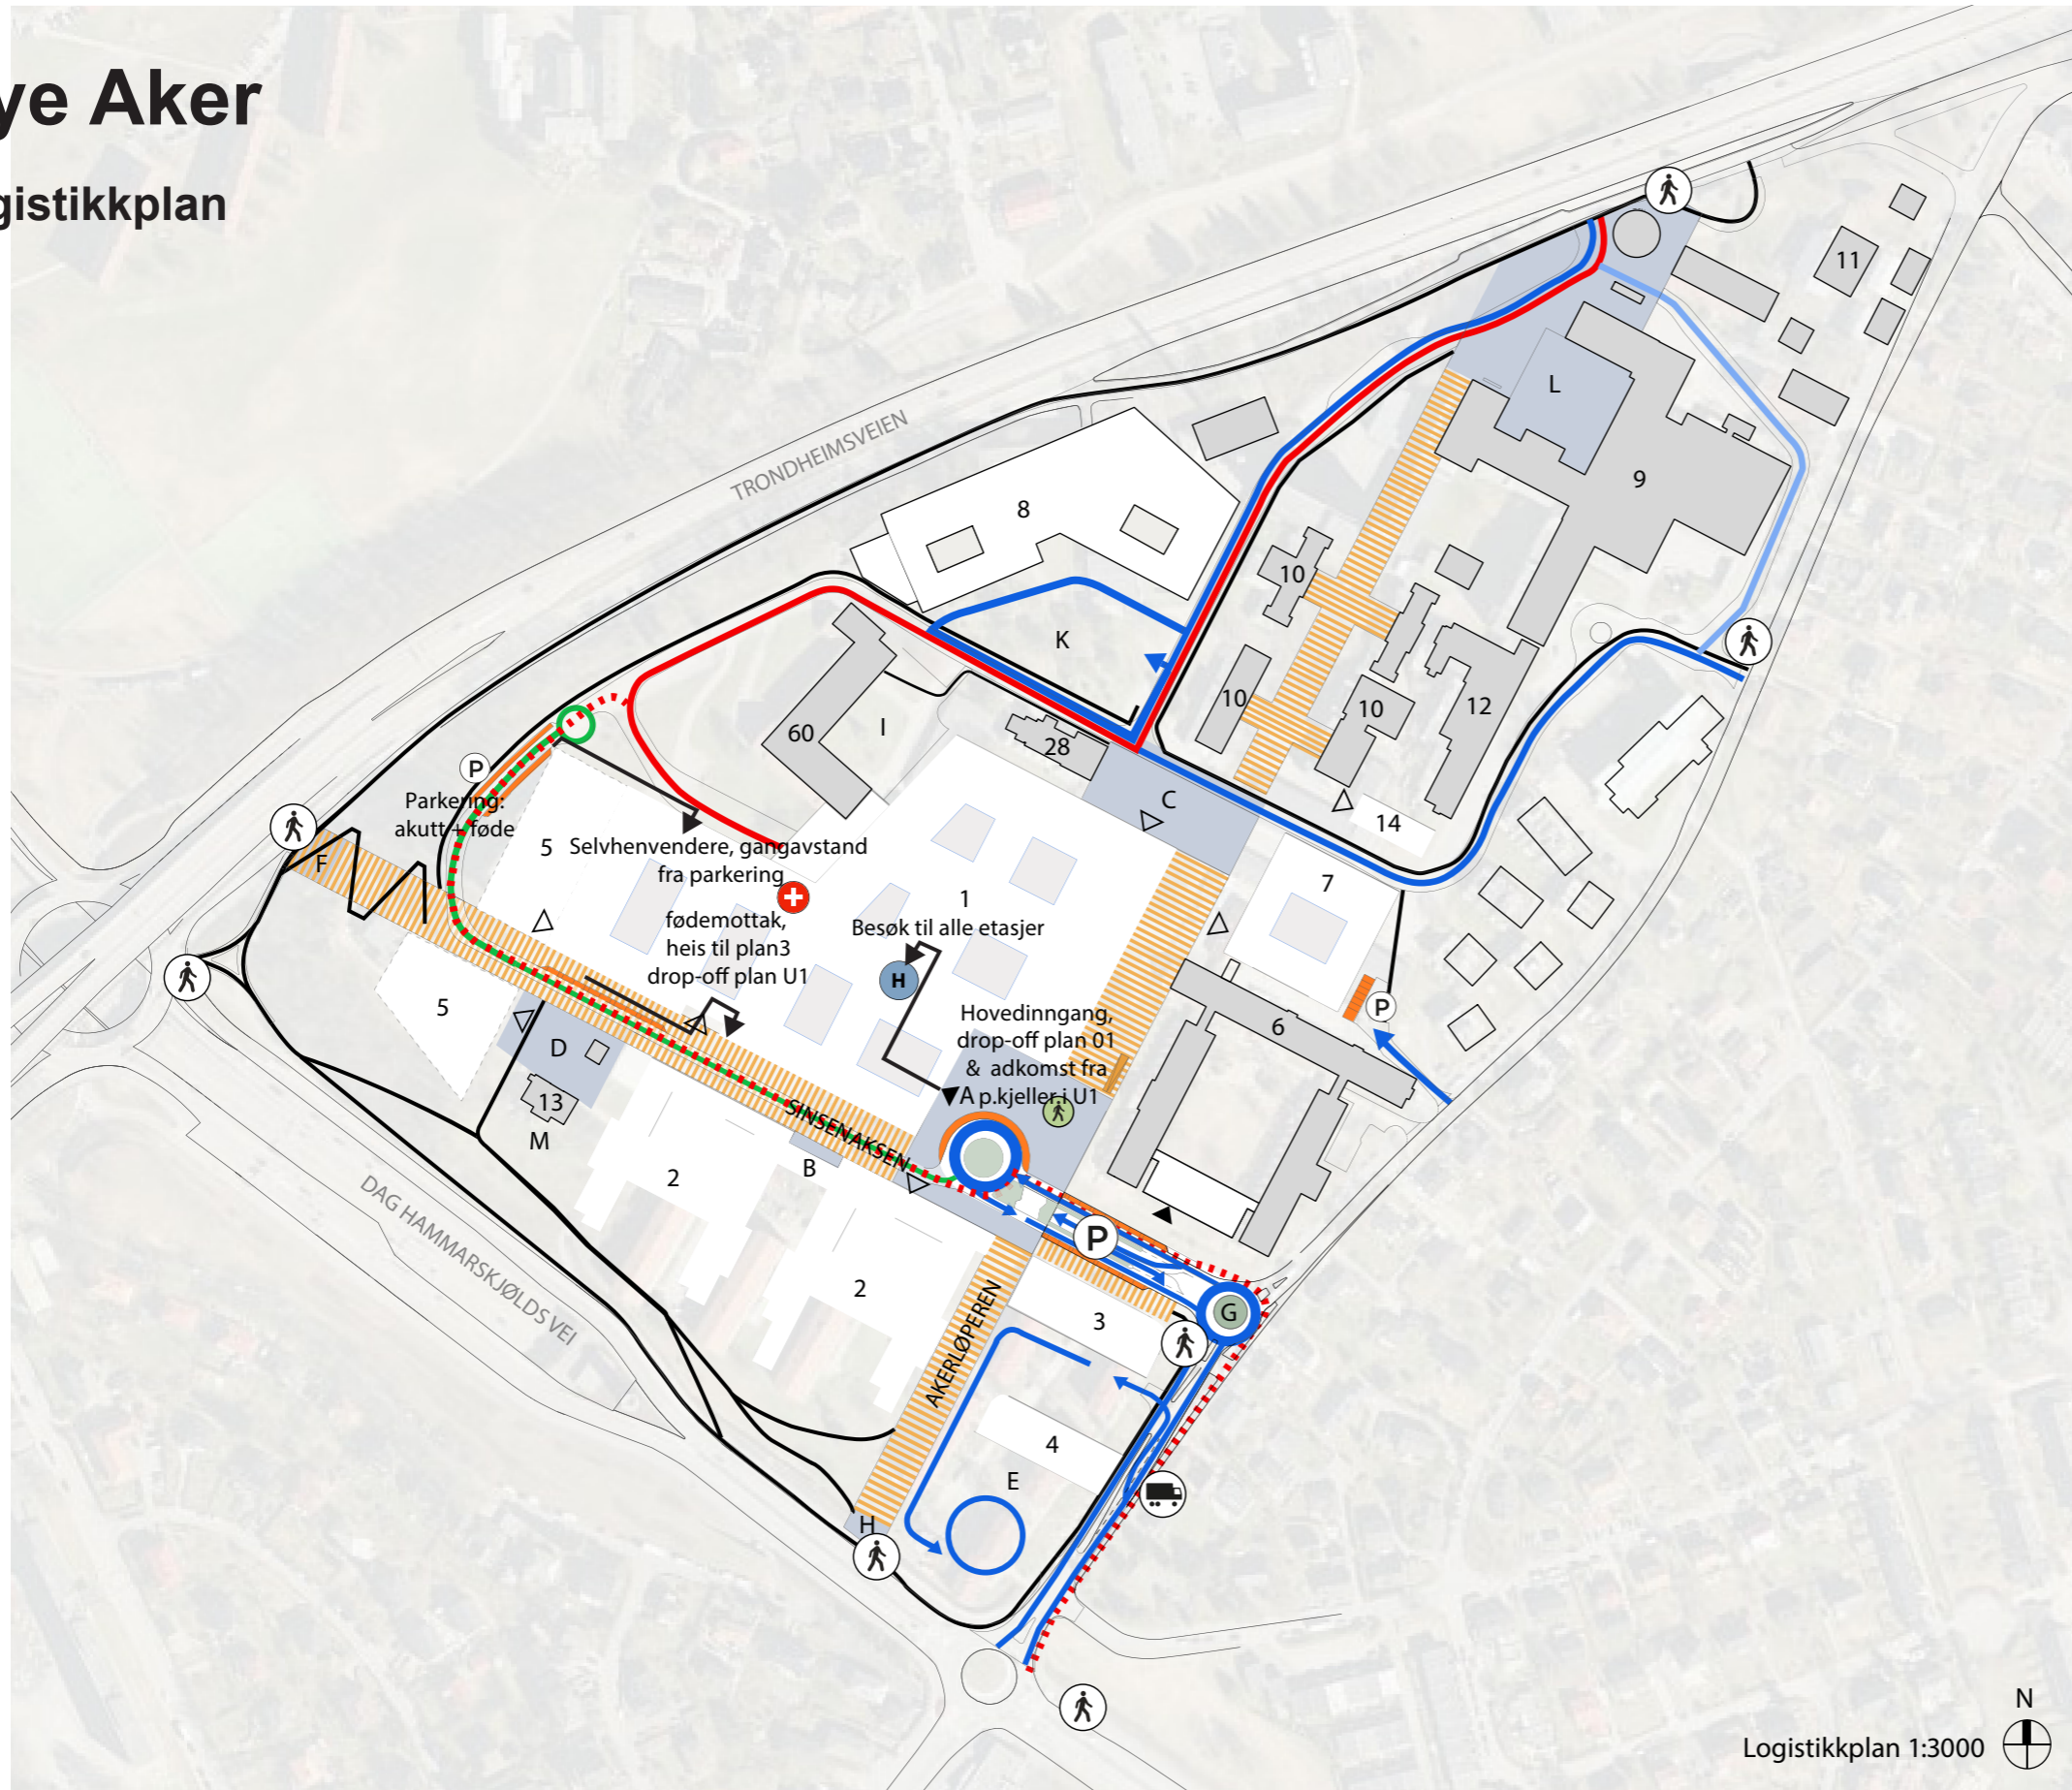 ye Aker
gistikkplan
11
L
TRONDHEIMSVEIEN
9
8
10
K
10
10
12
60
I
28
P
C
Parkering:
akutt + føde
14
5
Selvhenvendere, gangavstand
fra parkering
F
7
1
Besøk til alle etasjer
fødemottak,
heis til plan3
drop-off plan U1
H
5
P
Hovedinngang,
drop-off plan 01
& adkomst fra
A p.kjeller i U1
6
D
13
M
SINSENAKSEN
B
2
DAG HAMMARSKJØLDS VEI
P
2
G
3
AKERLØPEREN
4
E
H
N
Logistikkplan 1:3000